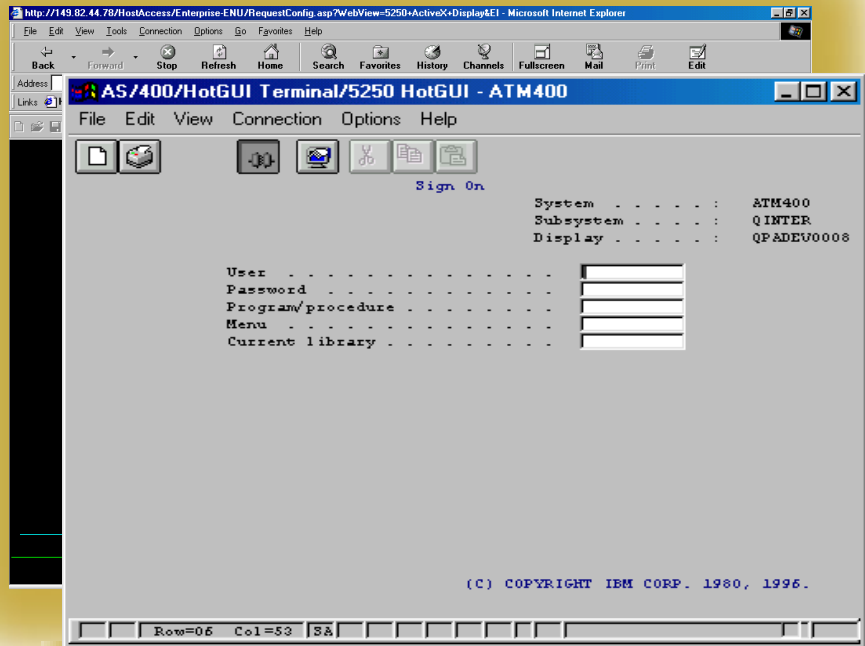 http://149.82.44.78/HostAccess/Enterprise-ENU/RequestConfig.asp?WebView=5250+ActiveX+Display&El - Microsoft Internet Explorer
File Edit View Tools Connection Options Go Favorites Help
Back Forward Stop Refresh Home Search Favorites History Channels Fullscreen Mail Print Edit
Address
Links
AS/400/HotGUI Terminal/5250 HotGUI - ATM400
File Edit View Connection Options Help
Sign On
System . . . . . : ATM400
Subsystem . . . . : QINTER
Display . . . . . : QPADEV0008
User . . . . . . . . . . . . . .
Password . . . . . . . . . . . .
Program/procedure . . . . . . . .
Menu . . . . . . . . . . . . . .
Current library . . . . . . . . .
(C) COPYRIGHT IBM CORP. 1980, 1996.
Row=06 Col=53 SA